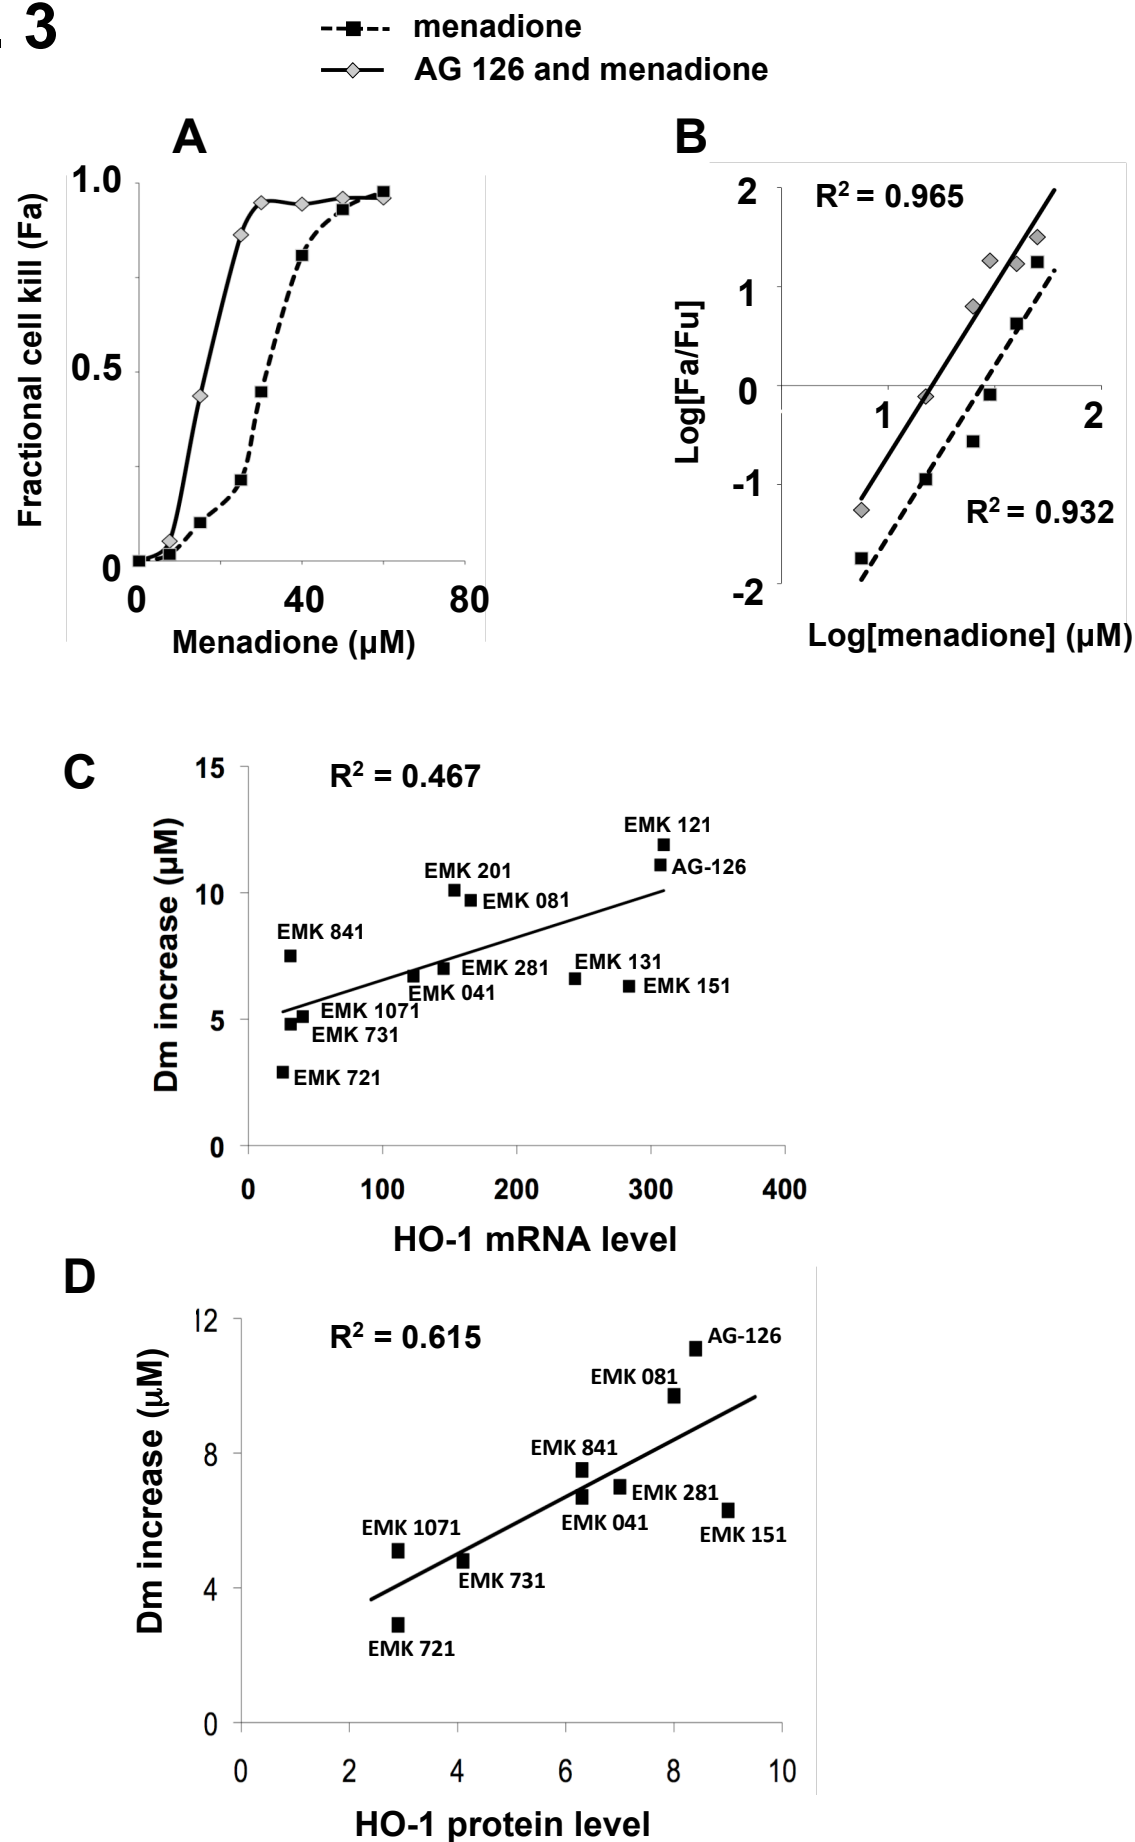 . 3
menadione
AG 126 and menadione
A
Fractional cell kill (Fa)
1.0
0.5
0
0
40
80
Menadione (µM)
B
Log[Fa/Fu]
R² = 0.965
2
1
0
-1
-2
1
2
R² = 0.932
Log[menadione] (µM)
C
Dm increase (µM)
R² = 0.467
15
10
5
0
EMK 121
AG-126
EMK 201
EMK 081
EMK 841
EMK 281
EMK 131
EMK 041
EMK 151
EMK 1071
EMK 731
EMK 721
0 100 200 300 400
HO-1 mRNA level
D
Dm increase (µM)
R² = 0.615
12
8
4
0
AG-126
EMK 081
EMK 841
EMK 281
EMK 041
EMK 151
EMK 1071
EMK 731
EMK 721
0 2 4 6 8 10
HO-1 protein level